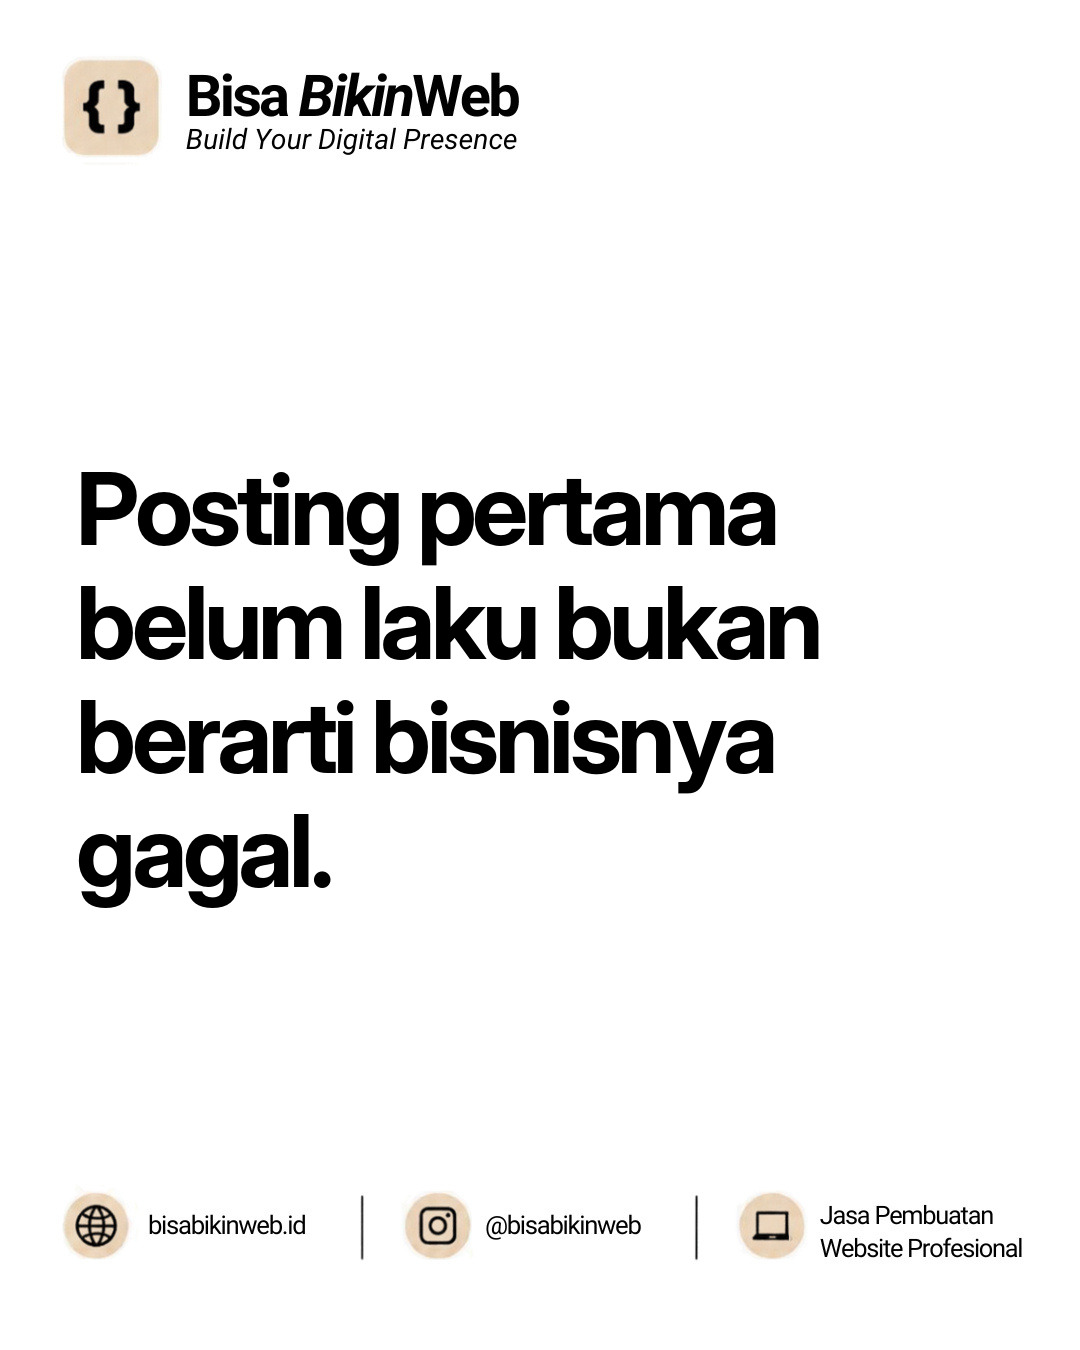 { }
Bisa BikinWeb
Build Your Digital Presence
Posting pertama
belum laku bukan
berarti bisnisnya
gagal.
bisabikinweb.id
@bisabikinweb
Jasa Pembuatan
Website Profesional